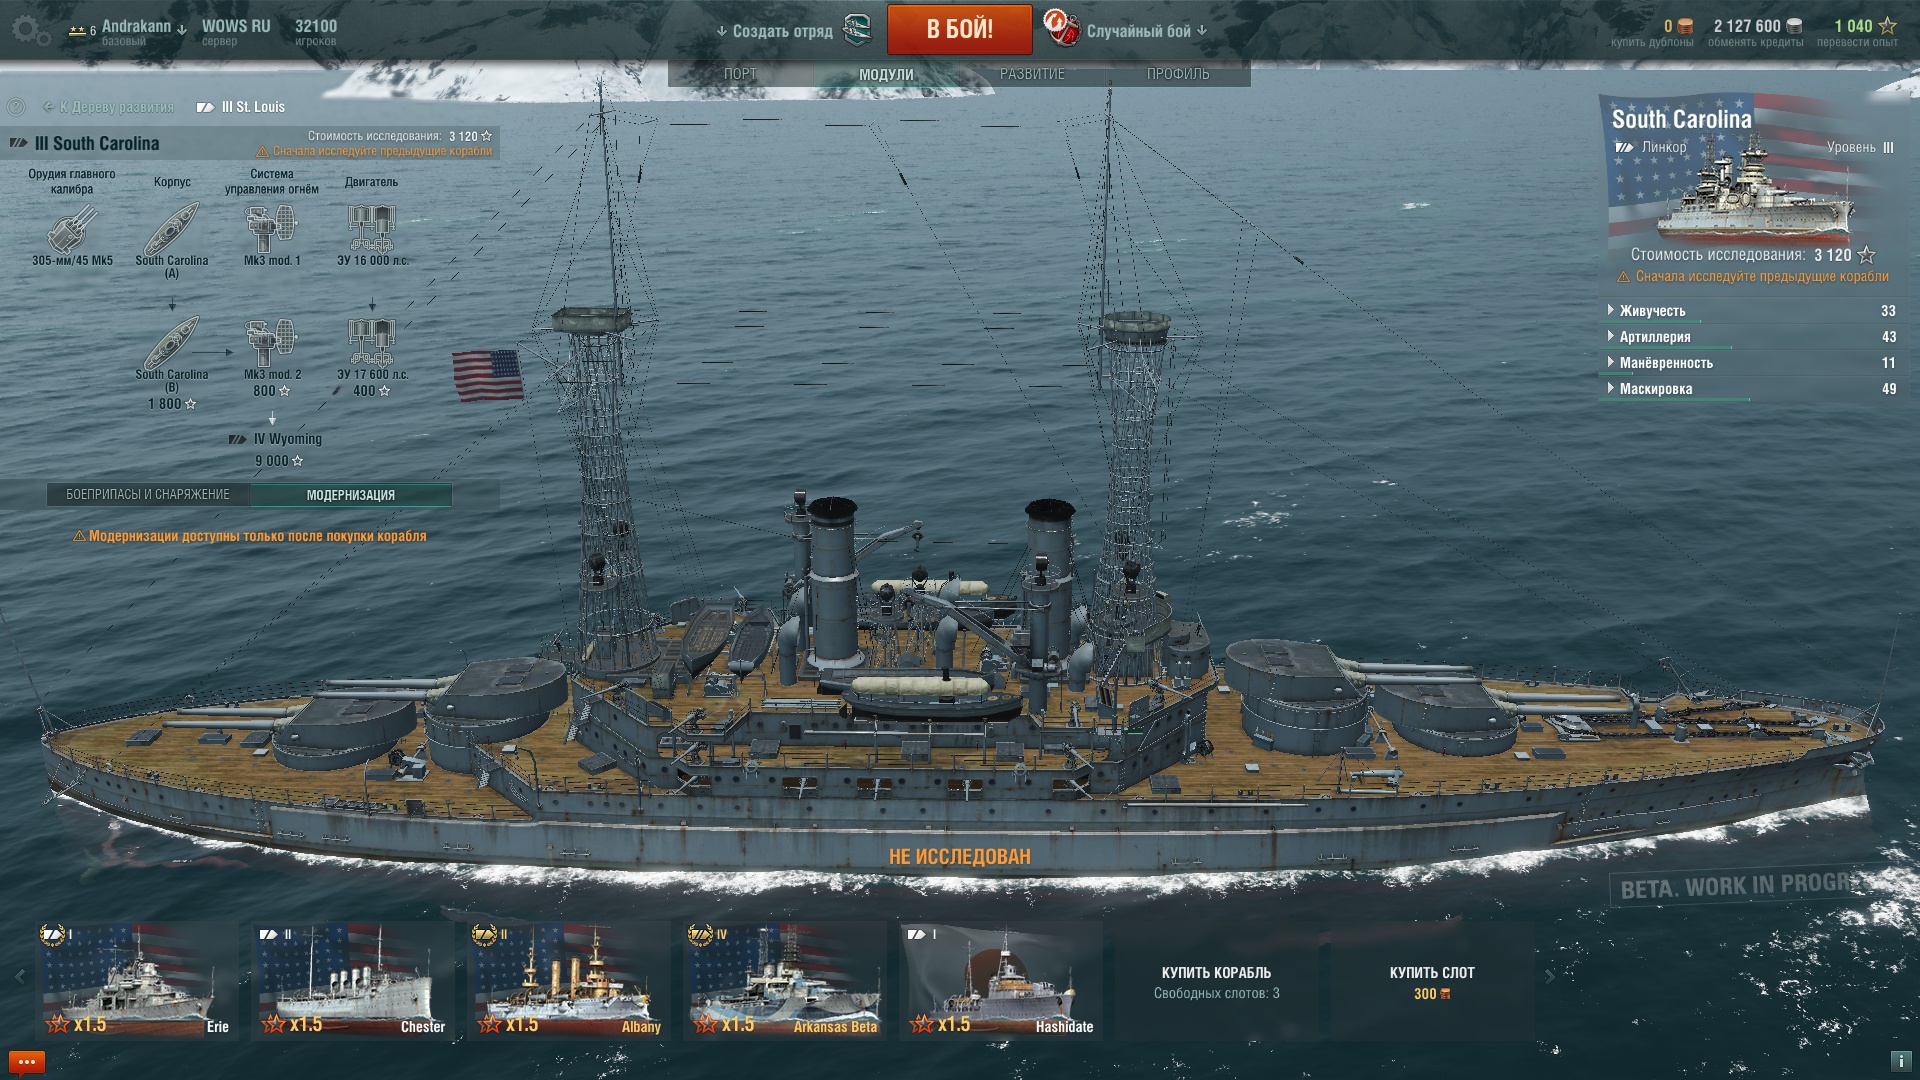 6 Andrakann
базовый
WOWS RU
сервер
32100
игроков
Создать отряд
В БОЙ!
Случайный бой
0
купить дублоны
2 127 600
обменять кредиты
1 040
перевести опыт
ПОРТ
МОДУЛИ
РАЗВИТИЕ
ПРОФИЛЬ
К Дереву развития
III St. Louis
III South Carolina
Стоимость исследования: 3 120
Сначала исследуйте предыдущие корабли
Орудия главного
калибра
Корпус
Система
управления огнём
Двигатель
305-мм/45 Mk5
South Carolina
(A)
Mk3 mod. 1
ЭУ 16 000 л.с.
South Carolina
(B)
1 800
Mk3 mod. 2
800
ЭУ 17 600 л.с.
400
IV Wyoming
9 000
БОЕПРИПАСЫ И СНАРЯЖЕНИЕ
МОДЕРНИЗАЦИЯ
Модернизации доступны только после покупки корабля
South Carolina
Линкор
Уровень III
Стоимость исследования: 3 120
Сначала исследуйте предыдущие корабли
Живучесть 33
Артиллерия 43
Манёвренность 11
Маскировка 49
НЕ ИССЛЕДОВАН
BETA. WORK IN PROGR
I
x1.5
Erie
II
x1.5
Chester
II
x1.5
Albany
IV
x1.5
Arkansas Beta
I
x1.5
Hashidate
КУПИТЬ КОРАБЛЬ
Свободных слотов: 3
КУПИТЬ СЛОТ
300